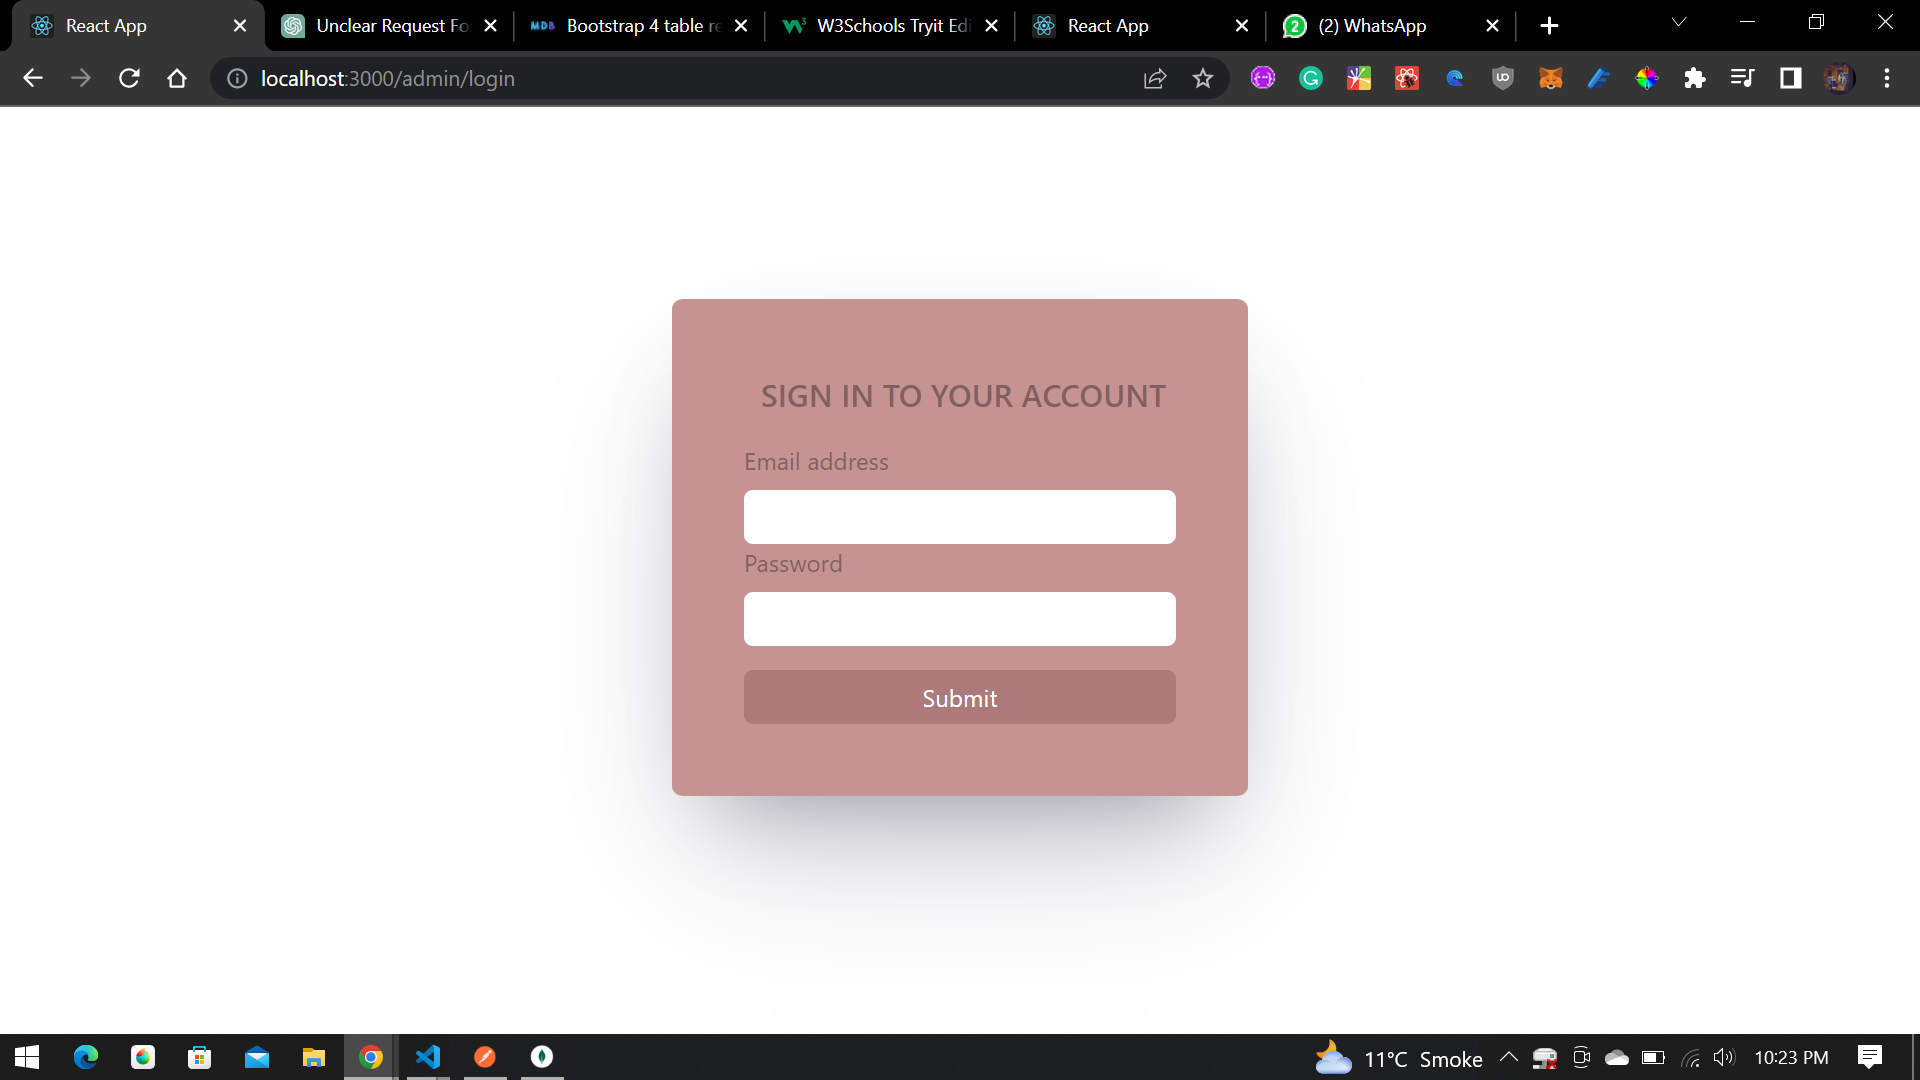 React App
Unclear Request Fo
MDB
Bootstrap 4 table re
W3Schools Tryit Edi
React App
2
(2) WhatsApp
localhost:3000/admin/login
SIGN IN TO YOUR ACCOUNT
Email address
Password
Submit
11°C Smoke
10:23 PM